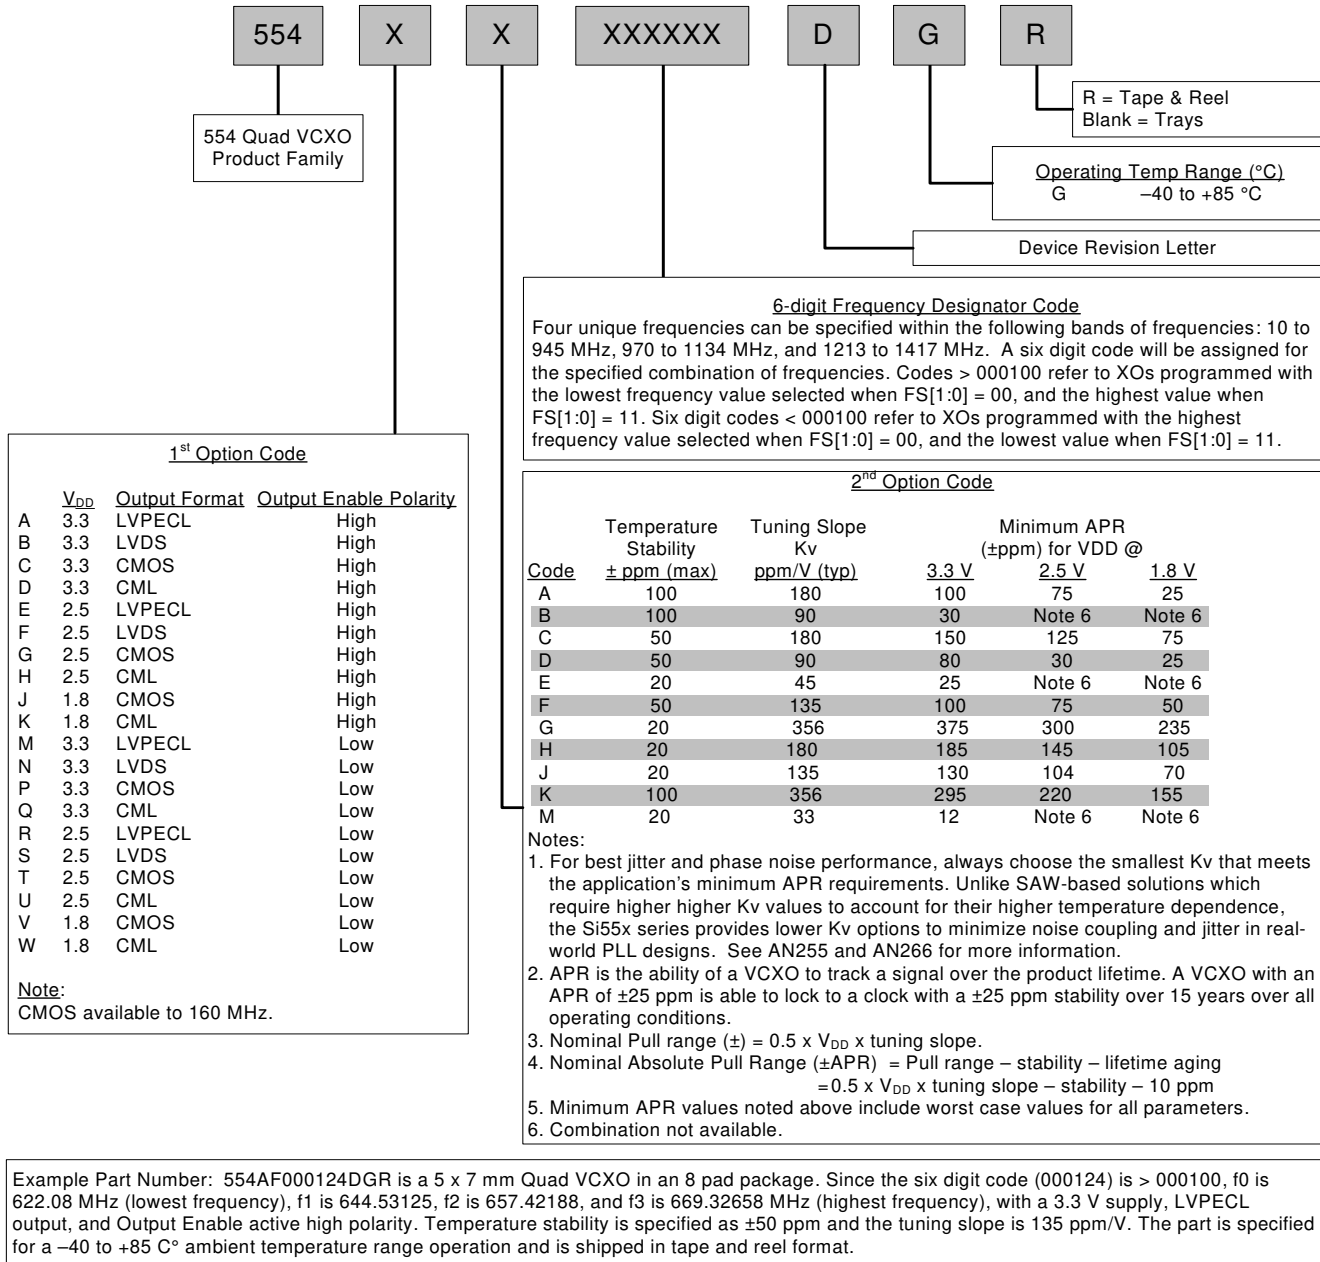 554 X X XXXXXX D G R
R = Tape & Reel
Blank = Trays
554 Quad VCXO
Product Family
Operating Temp Range (°C)
G –40 to +85 °C
Device Revision Letter
6-digit Frequency Designator Code
Four unique frequencies can be specified within the following bands of frequencies: 10 to
945 MHz, 970 to 1134 MHz, and 1213 to 1417 MHz. A six digit code will be assigned for
the specified combination of frequencies. Codes > 000100 refer to XOs programmed with
the lowest frequency value selected when FS[1:0] = 00, and the highest value when
FS[1:0] = 11. Six digit codes < 000100 refer to XOs programmed with the highest
frequency value selected when FS[1:0] = 00, and the lowest value when FS[1:0] = 11.
1st Option Code
VDD Output Format Output Enable Polarity
A 3.3 LVPECL High
B 3.3 LVDS High
C 3.3 CMOS High
D 3.3 CML High
E 2.5 LVPECL High
F 2.5 LVDS High
G 2.5 CMOS High
H 2.5 CML High
J 1.8 CMOS High
K 1.8 CML High
M 3.3 LVPECL Low
N 3.3 LVDS Low
P 3.3 CMOS Low
Q 3.3 CML Low
R 2.5 LVPECL Low
S 2.5 LVDS Low
T 2.5 CMOS Low
U 2.5 CML Low
V 1.8 CMOS Low
W 1.8 CML Low
Note:
CMOS available to 160 MHz.
2nd Option Code
Temperature Tuning Slope Minimum APR
Stability Kv (±ppm) for VDD @
Code ± ppm (max) ppm/V (typ) 3.3 V 2.5 V 1.8 V
A 100 180 100 75 25
B 100 90 30 Note 6 Note 6
C 50 180 150 125 75
D 50 90 80 30 25
E 20 45 25 Note 6 Note 6
F 50 135 100 75 50
G 20 356 375 300 235
H 20 180 185 145 105
J 20 135 130 104 70
K 100 356 295 220 155
M 20 33 12 Note 6 Note 6
Notes:
1. For best jitter and phase noise performance, always choose the smallest Kv that meets
the application's minimum APR requirements. Unlike SAW-based solutions which
require higher higher Kv values to account for their higher temperature dependence,
the Si55x series provides lower Kv options to minimize noise coupling and jitter in real-
world PLL designs. See AN255 and AN266 for more information.
2. APR is the ability of a VCXO to track a signal over the product lifetime. A VCXO with an
APR of ±25 ppm is able to lock to a clock with a ±25 ppm stability over 15 years over all
operating conditions.
3. Nominal Pull range (±) = 0.5 x VDD x tuning slope.
4. Nominal Absolute Pull Range (±APR) = Pull range – stability – lifetime aging
= 0.5 x VDD x tuning slope – stability – 10 ppm
5. Minimum APR values noted above include worst case values for all parameters.
6. Combination not available.
Example Part Number: 554AF000124DGR is a 5 x 7 mm Quad VCXO in an 8 pad package. Since the six digit code (000124) is > 000100, f0 is
622.08 MHz (lowest frequency), f1 is 644.53125, f2 is 657.42188, and f3 is 669.32658 MHz (highest frequency), with a 3.3 V supply, LVPECL
output, and Output Enable active high polarity. Temperature stability is specified as ±50 ppm and the tuning slope is 135 ppm/V. The part is specified
for a –40 to +85 C° ambient temperature range operation and is shipped in tape and reel format.